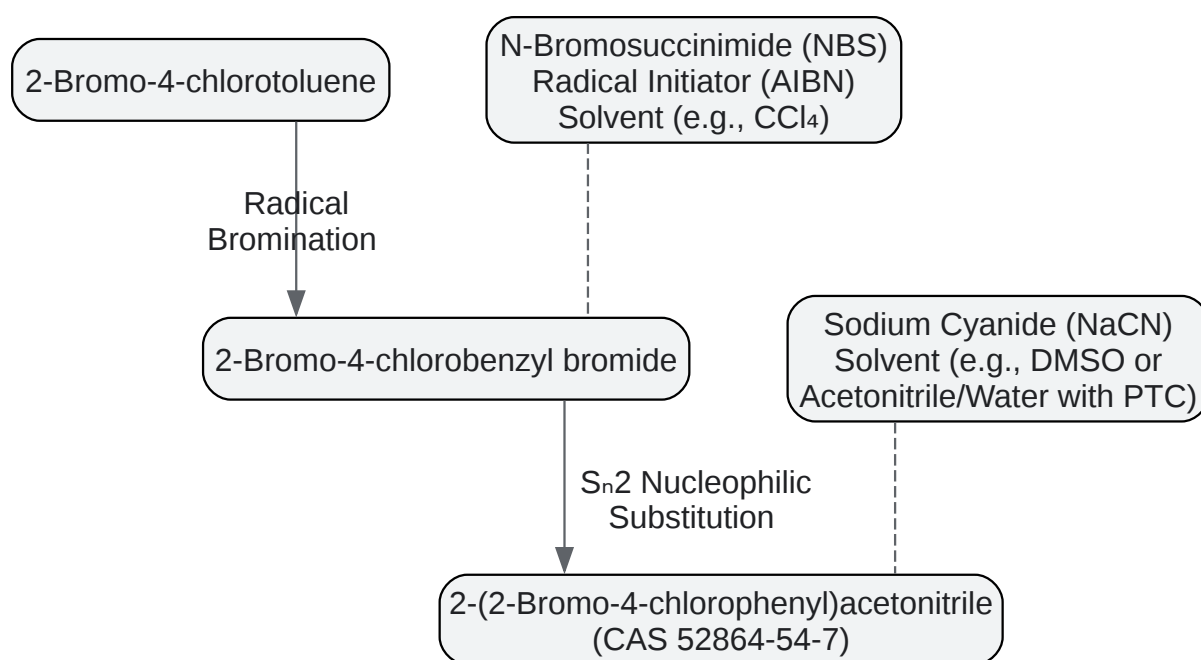 2-Bromo-4-chlorotoluene
N-Bromosuccinimide (NBS)
Radical Initiator (AIBN)
Solvent (e.g., CCl₄)
Radical
Bromination
2-Bromo-4-chlorobenzyl bromide
Sodium Cyanide (NaCN)
Solvent (e.g., DMSO or
Acetonitrile/Water with PTC)
Sₙ2 Nucleophilic
Substitution
2-(2-Bromo-4-chlorophenyl)acetonitrile
(CAS 52864-54-7)